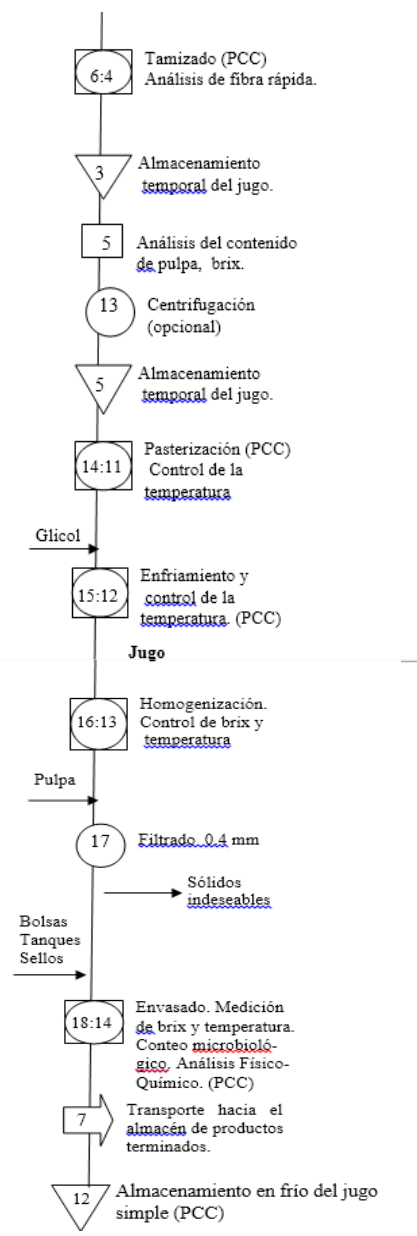 6:4
Tamizado (PCC)
Análisis de fibra rápida.
3
Almacenamiento
temporal del jugo.
5
Análisis del contenido
de pulpa, brix.
13
Centrifugación
(opcional)
5
Almacenamiento
temporal del jugo.
14:11
Pasterización (PCC)
Control de la
temperatura
Glicol
15:12
Enfriamiento y
control de la
temperatura. (PCC)
Jugo
16:13
Homogenización.
Control de brix y
temperatura
Pulpa
17
Filtrado 0.4 mm
Sólidos
indeseables
Bolsas
Tanques
Sellos
18:14
Envasado. Medición
de brix y temperatura.
Conteo microbioló-
gico. Análisis Físico-
Químico. (PCC)
7
Transporte hacia el
almacén de productos
terminados.
12
Almacenamiento en frío del jugo
simple (PCC)